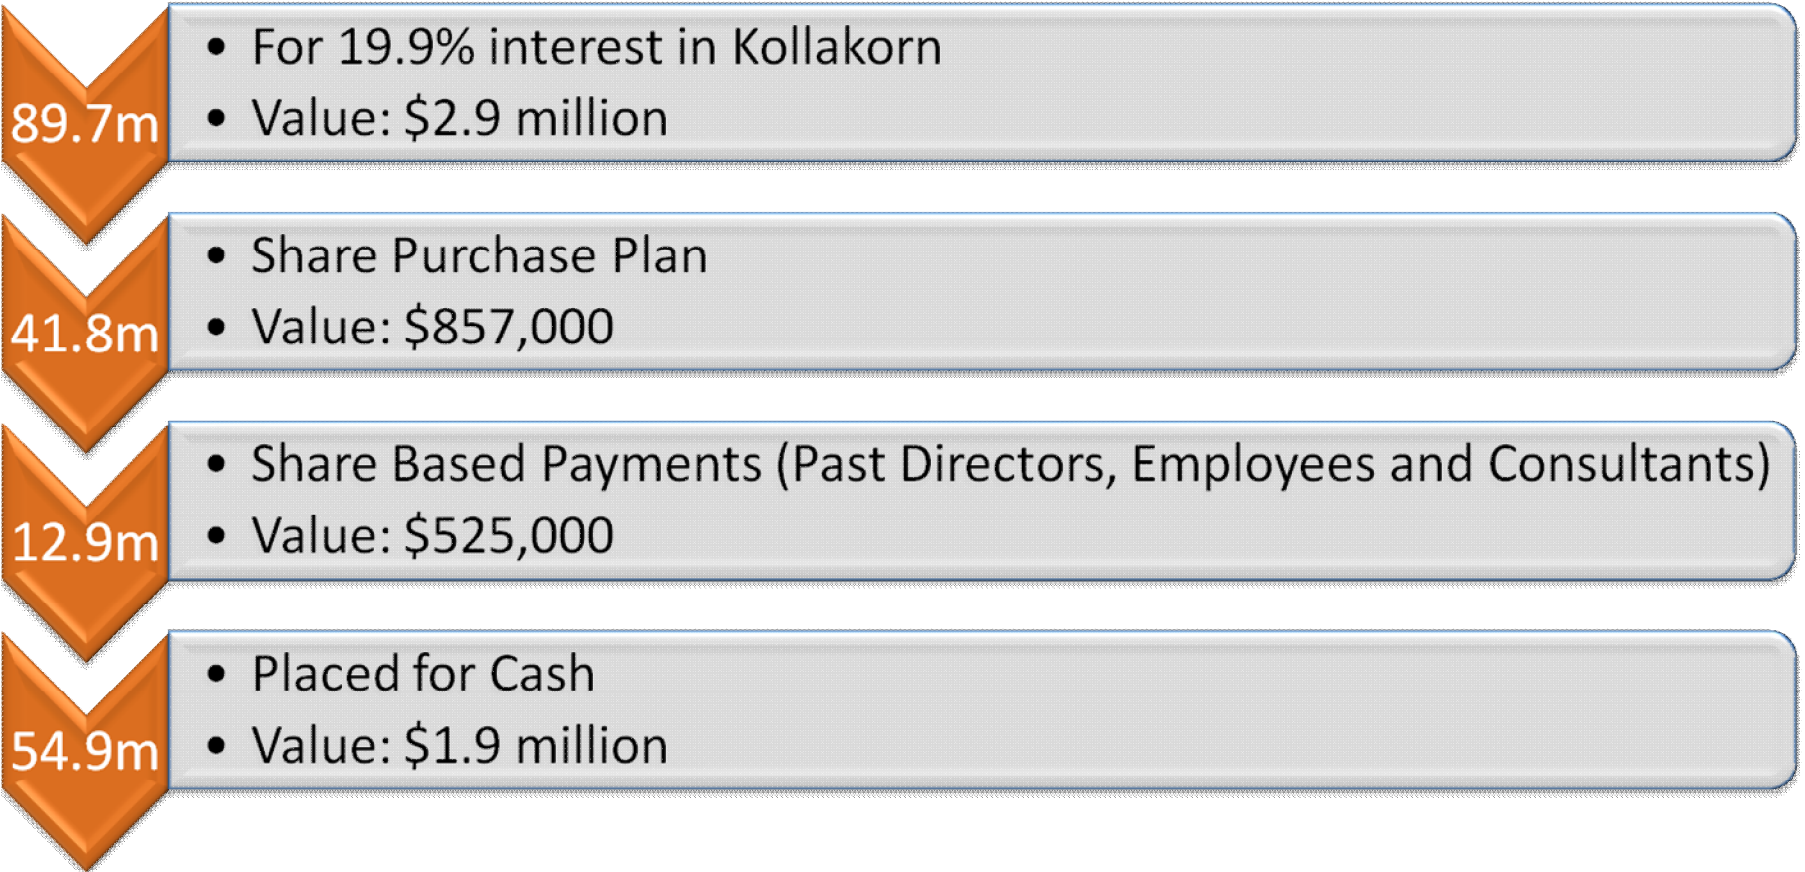 89.7m
• For 19.9% interest in Kollakorn
• Value: $2.9 million
41.8m
• Share Purchase Plan
• Value: $857,000
12.9m
• Share Based Payments (Past Directors, Employees and Consultants)
• Value: $525,000
54.9m
• Placed for Cash
• Value: $1.9 million